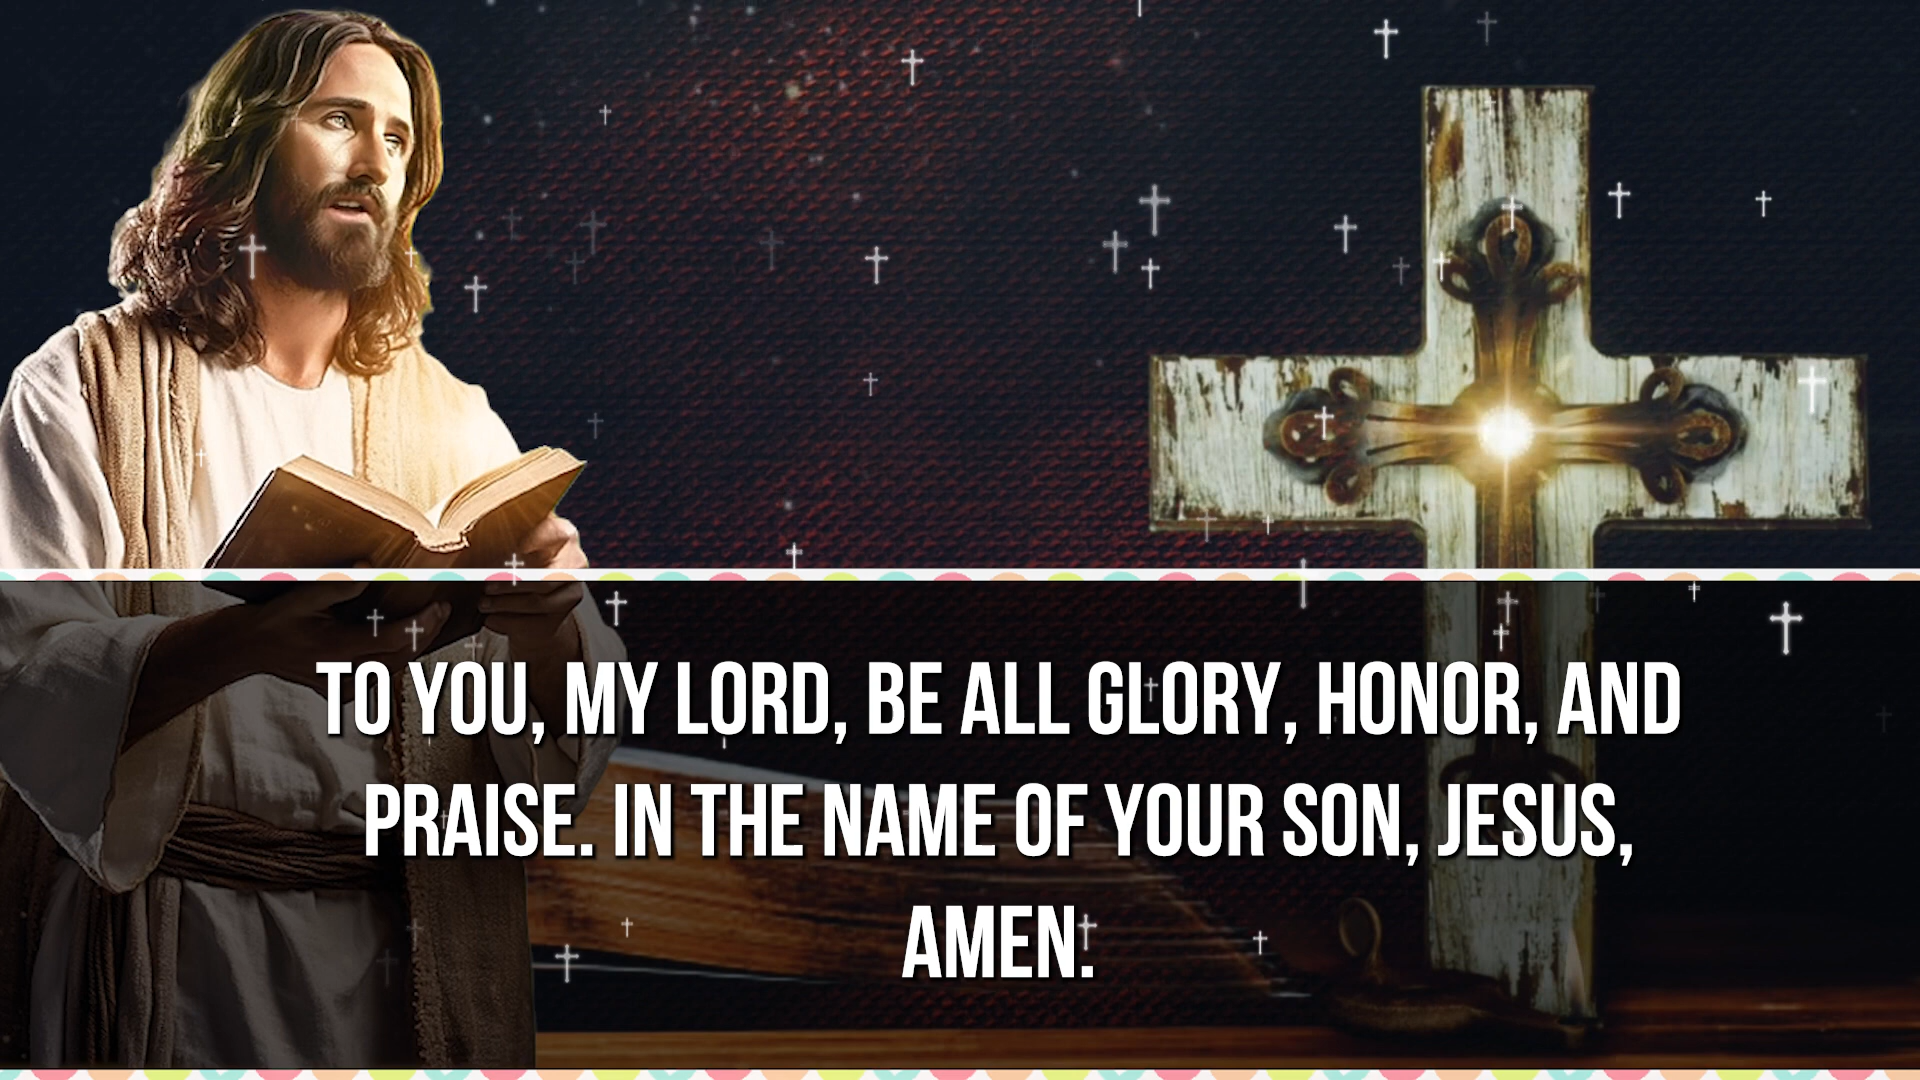 TO YOU, MY LORD, BE ALL GLORY, HONOR, AND
PRAISE. IN THE NAME OF YOUR SON, JESUS,
AMEN.